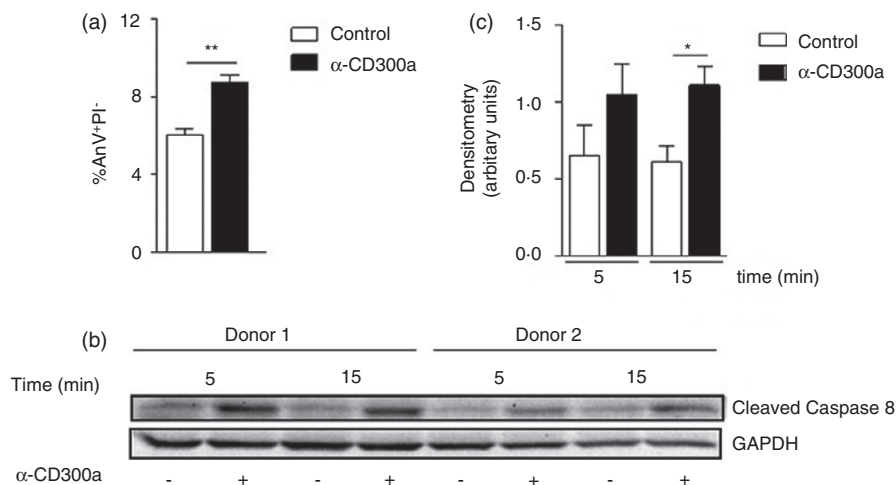 (a)
12
8
4
0
%AnV⁺PI⁻
**
Control
α-CD300a
(c)
1·5
1·0
0·5
0·0
Densitometry
(arbitary units)
*
Control
α-CD300a
5 15 time (min)
(b)
Donor 1 Donor 2
Time (min) 5 15 5 15
Cleaved Caspase 8
GAPDH
α-CD300a - + - + - + - +